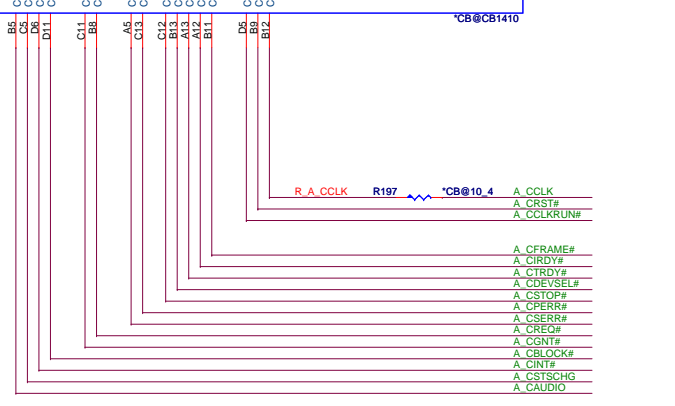 C C C C C C C C C C C C C C C C
*CB@CB1410
B5 C5 D6 D11 C11 B8 A5 C13 C12 B13 A13 A12 B11 D5 B9 B12
R_A_CCLK R197 *CB@10_4 A_CCLK
A_CRST#
A_CCLKRUN#
A_CFRAME#
A_CIRDY#
A_CTRDY#
A_CDEVSEL#
A_CSTOP#
A_CPERR#
A_CSERR#
A_CREQ#
A_CGNT#
A_CBLOCK#
A_CINT#
A_CSTSCHG
A_CAUDIO